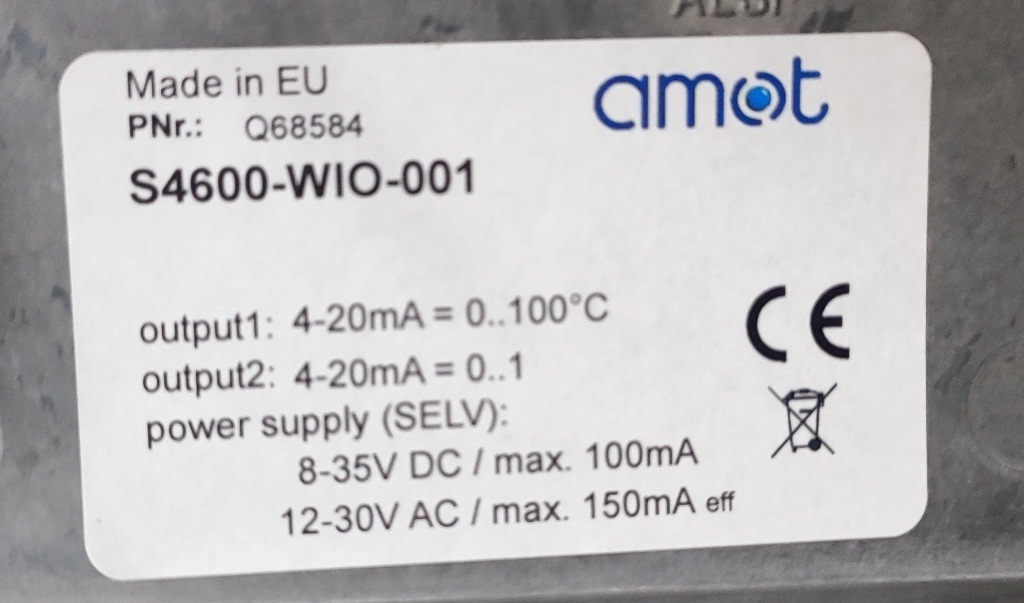 Made in EU
amot
PNr.: Q68584
S4600-WIO-001
output1: 4-20mA = 0..100°C
output2: 4-20mA = 0..1
power supply (SELV):
8-35V DC / max. 100mA
12-30V AC / max. 150mA eff
CE